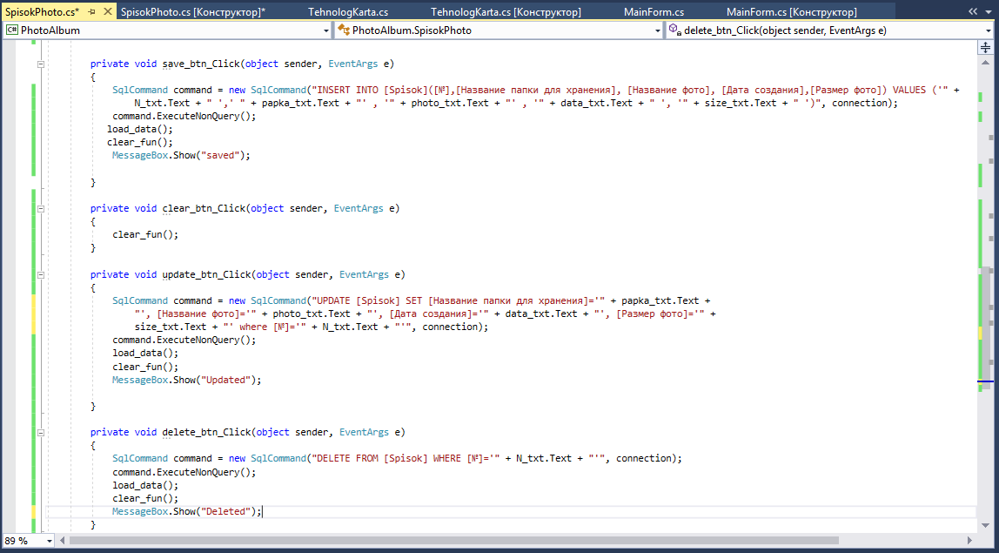 SpisokPhoto.cs* SpisokPhoto.cs [Конструктор]* TehnologKarta.cs TehnologKarta.cs [Конструктор] MainForm.cs MainForm.cs [Конструктор]
C# PhotoAlbum PhotoAlbum.SpisokPhoto delete_btn_Click(object sender, EventArgs e)
private void save_btn_Click(object sender, EventArgs e)
{
SqlCommand command = new SqlCommand("INSERT INTO [Spisok]([№],[Название папки для хранения], [Название фото], [Дата создания],[Размер фото]) VALUES ('" +
N_txt.Text + " ',' " + papka_txt.Text + "' , '" + photo_txt.Text + "' , '" + data_txt.Text + " ', '" + size_txt.Text + " ')", connection);
command.ExecuteNonQuery();
load_data();
clear_fun();
MessageBox.Show("saved");
}
private void clear_btn_Click(object sender, EventArgs e)
{
clear_fun();
}
private void update_btn_Click(object sender, EventArgs e)
{
SqlCommand command = new SqlCommand("UPDATE [Spisok] SET [Название папки для хранения]='" + papka_txt.Text +
"', [Название фото]='" + photo_txt.Text + "', [Дата создания]='" + data_txt.Text + "', [Размер фото]='" +
size_txt.Text + "' where [№]='" + N_txt.Text + "'", connection);
command.ExecuteNonQuery();
load_data();
clear_fun();
MessageBox.Show("Updated");
}
private void delete_btn_Click(object sender, EventArgs e)
{
SqlCommand command = new SqlCommand("DELETE FROM [Spisok] WHERE [№]='" + N_txt.Text + "'", connection);
command.ExecuteNonQuery();
load_data();
clear_fun();
MessageBox.Show("Deleted");
}
89 %